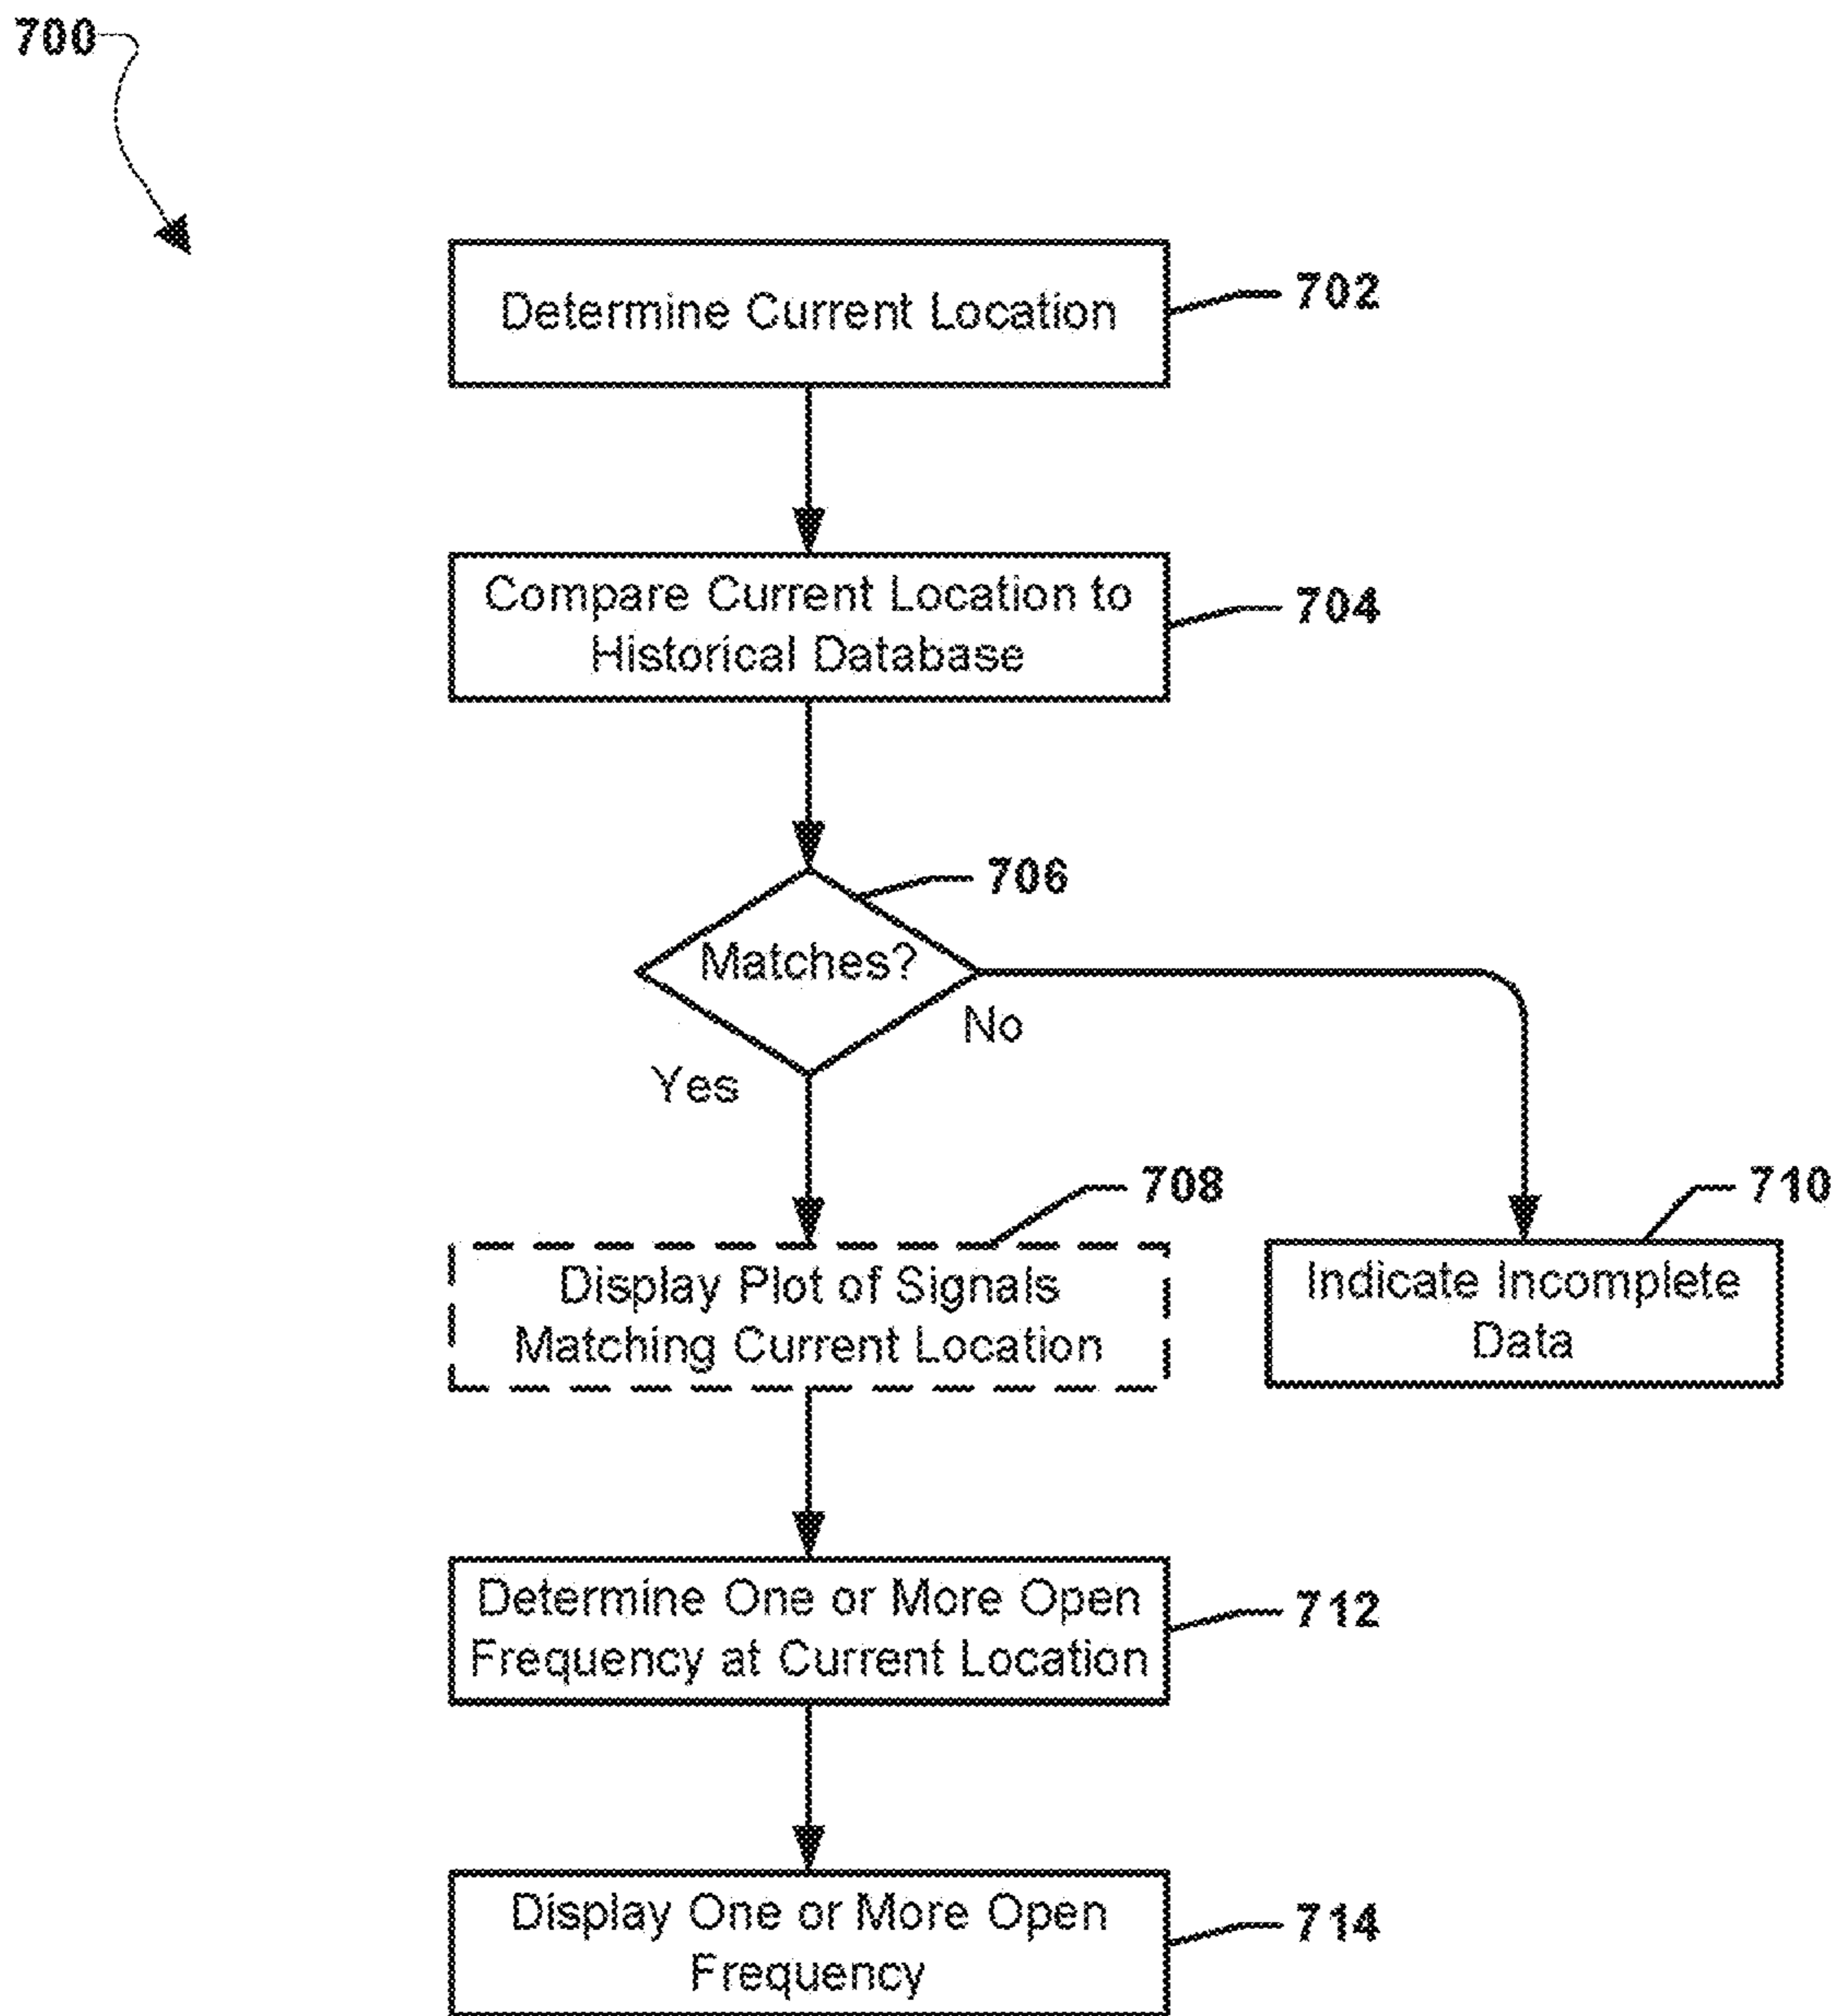 700
Determine Current Location
702
Compare Current Location to
Historical Database
704
706
Matches?
No
Yes
708
710
Display Plot of Signals
Matching Current Location
Indicate Incomplete
Data
Determine One or More Open
Frequency at Current Location
712
Display One or More Open
Frequency
714